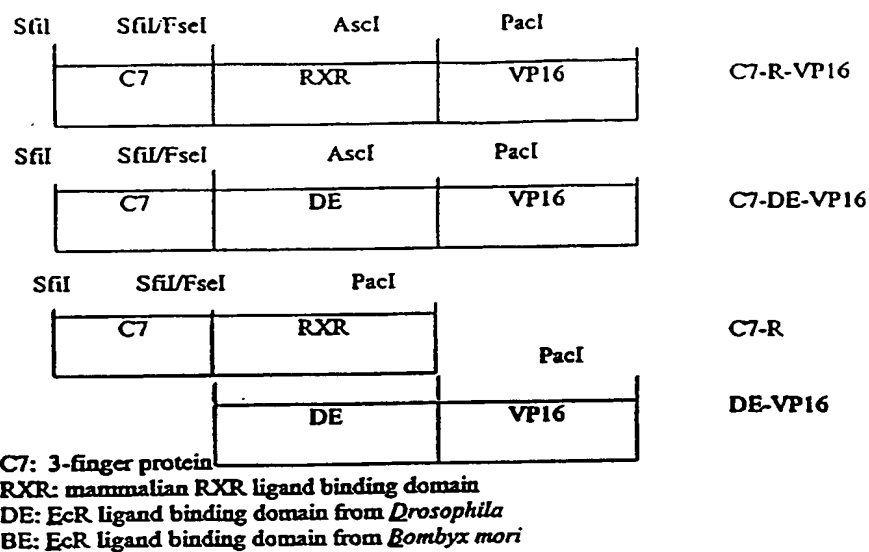 SfiI SfiI/FseI AscI PacI
C7 RXR VP16 C7-R-VP16
SfiI SfiI/FseI AscI PacI
C7 DE VP16 C7-DE-VP16
SfiI SfiI/FseI PacI
C7 RXR C7-R
PacI
DE VP16 DE-VP16
C7: 3-finger protein
RXR: mammalian RXR ligand binding domain
DE: EcR ligand binding domain from Drosophila
BE: EcR ligand binding domain from Bombyx mori